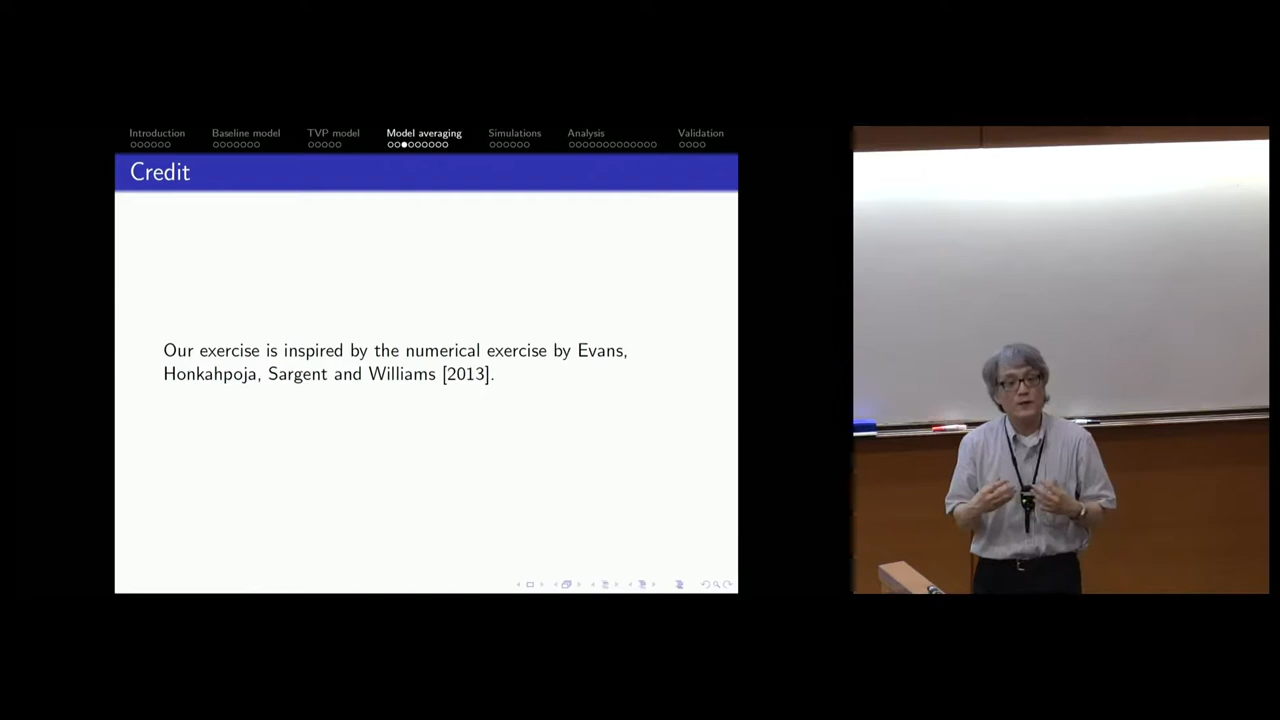 Introduction Baseline model TVP model Model averaging Simulations Analysis Validation
Credit
Our exercise is inspired by the numerical exercise by Evans,
Honkahpoja, Sargent and Williams [2013].